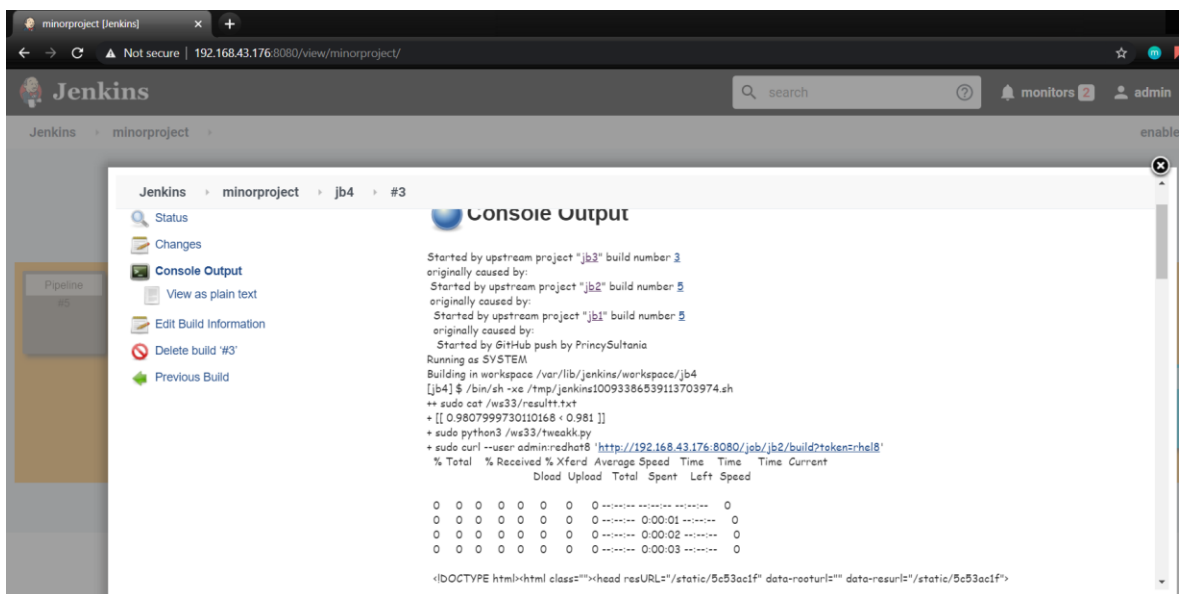 minorproject [Jenkins]
Not secure | 192.168.43.176:8080/view/minorproject/
Jenkins
search
monitors 2
admin
Jenkins
minorproject
enable
Jenkins
minorproject
jb4
#3
Pipeline
#5
Status
Changes
Console Output
View as plain text
Edit Build Information
Delete build '#3'
Previous Build
Console Output
Started by upstream project "jb3" build number 3
originally caused by:
Started by upstream project "jb2" build number 5
originally caused by:
Started by upstream project "jb1" build number 5
originally caused by:
Started by GitHub push by PrincySultania
Running as SYSTEM
Building in workspace /var/lib/jenkins/workspace/jb4
[jb4] $ /bin/sh -xe /tmp/jenkins10093386539113703974.sh
++ sudo cat /ws33/resultt.txt
+ [[ 0.9807999730110168 < 0.981 ]]
+ sudo python3 /ws33/tweakk.py
+ sudo curl --user admin:redhat8 'http://192.168.43.176:8080/job/jb2/build?token=rhel8'
% Total % Received % Xferd Average Speed Time Time Time Current
Dload Upload Total Spent Left Speed
0 0 0 0 0 0 0 0 --:--:-- --:--:-- --:--:-- 0
0 0 0 0 0 0 0 0 --:--:-- 0:00:01 --:--:-- 0
0 0 0 0 0 0 0 0 --:--:-- 0:00:02 --:--:-- 0
0 0 0 0 0 0 0 0 --:--:-- 0:00:03 --:--:-- 0
<!DOCTYPE html><html class=""><head resURL="/static/5c53ac1f" data-rooturl="" data-resurl="/static/5c53ac1f">